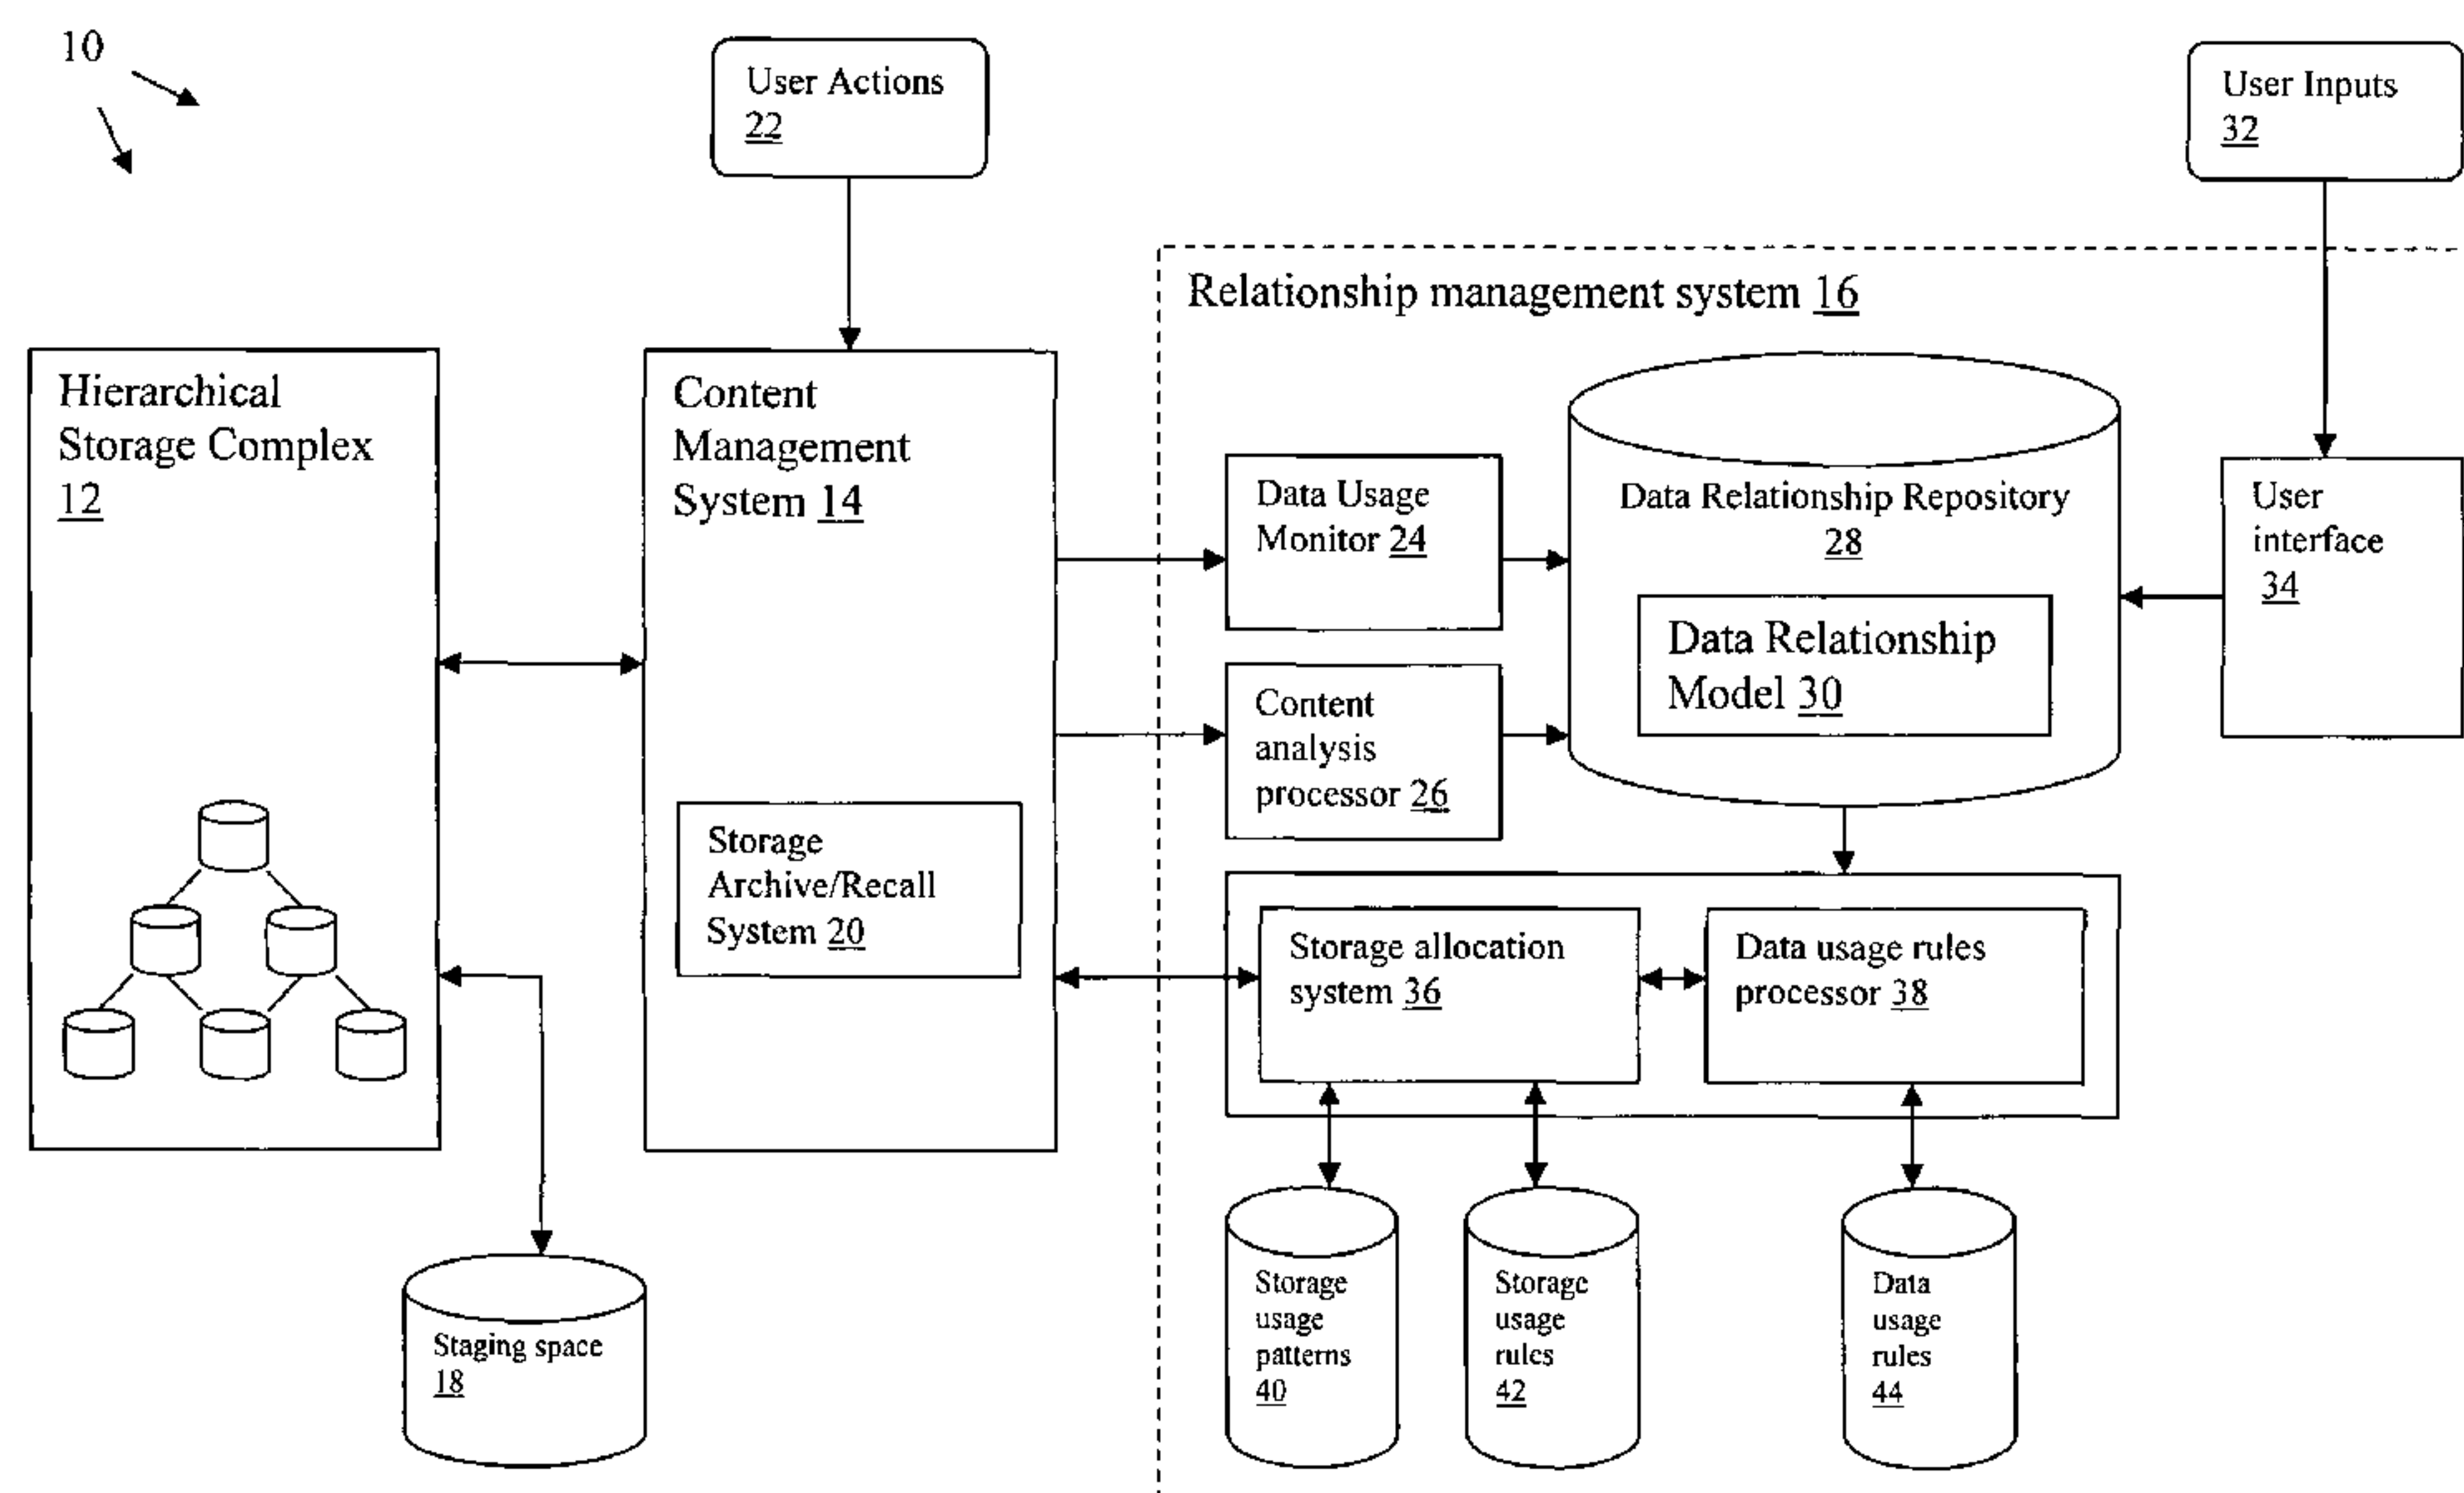 10
User Actions
22
User Inputs
32
Relationship management system 16
Hierarchical
Storage Complex
12
Content
Management
System 14
Data Usage
Monitor 24
Data Relationship Repository
28
User
interface
34
Data Relationship
Model 30
Content
analysis
processor 26
Storage
Archive/Recall
System 20
Storage allocation
system 36
Data usage rules
processor 38
Staging space
18
Storage
usage
patterns
40
Storage
usage
rules
42
Data
usage
rules
44